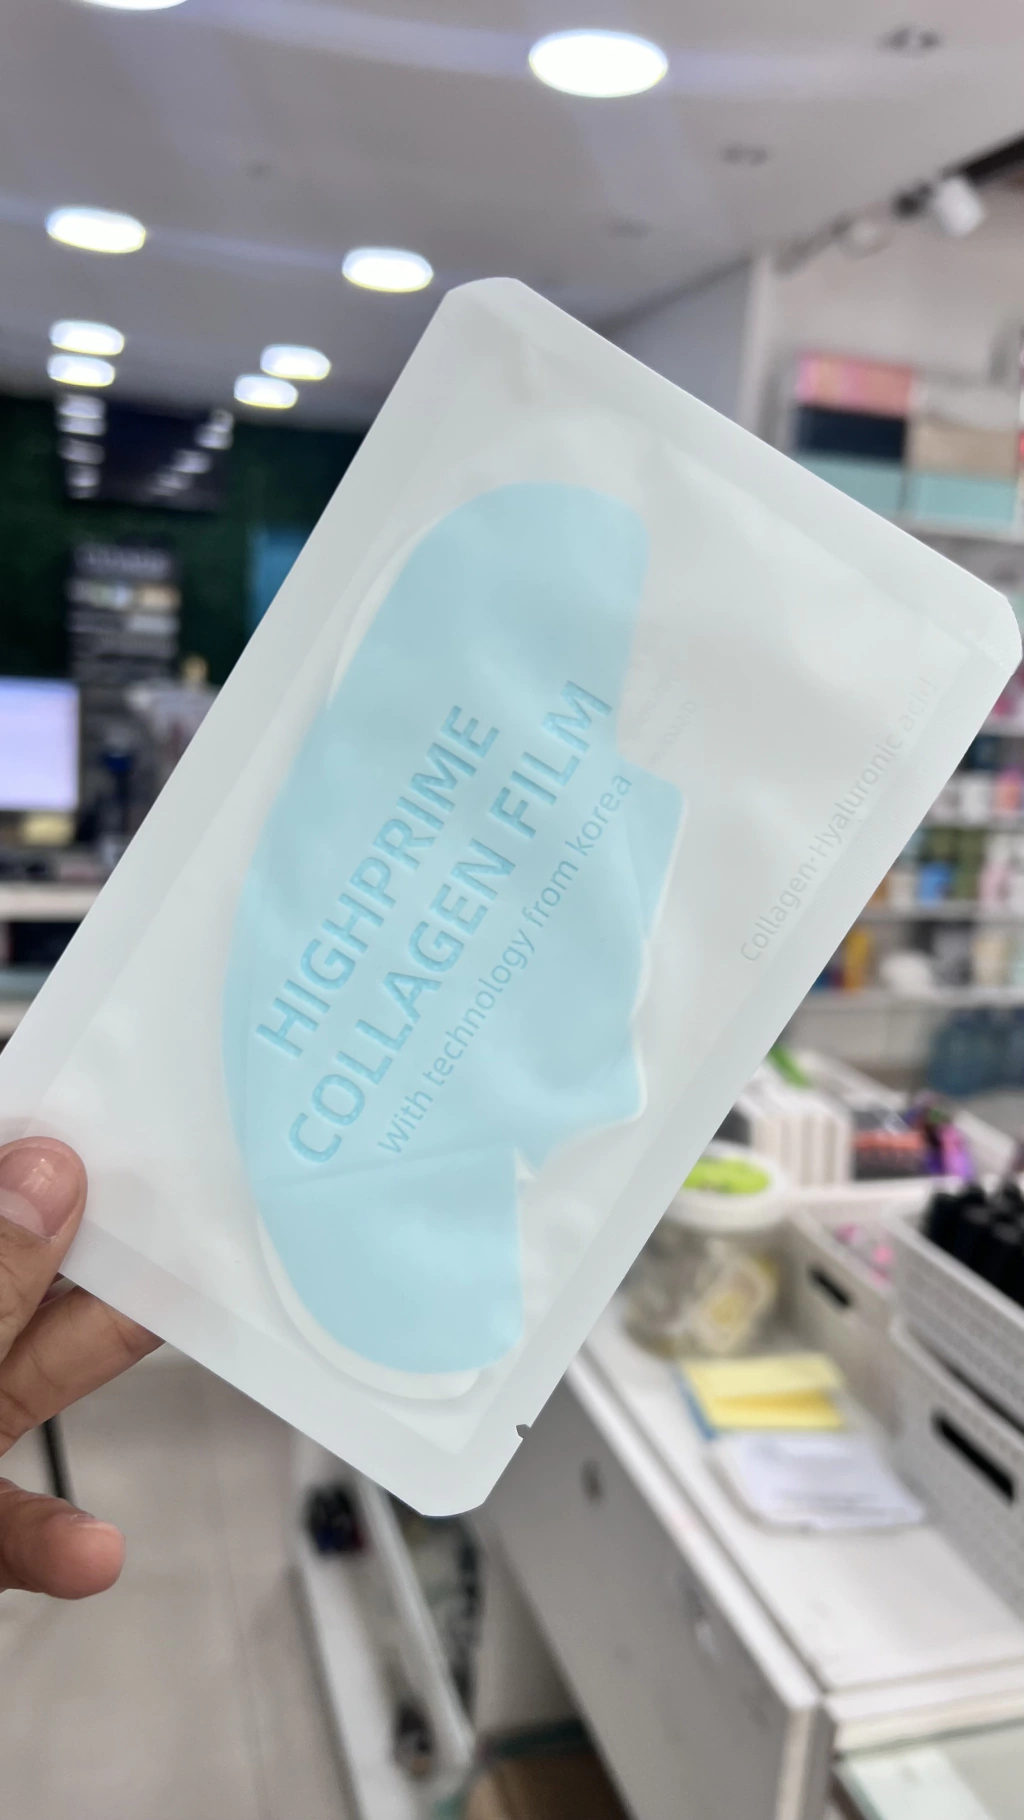 HIGHPRIME
COLLAGEN FILM
With technology from korea
Collagen·Hyaluronic acid